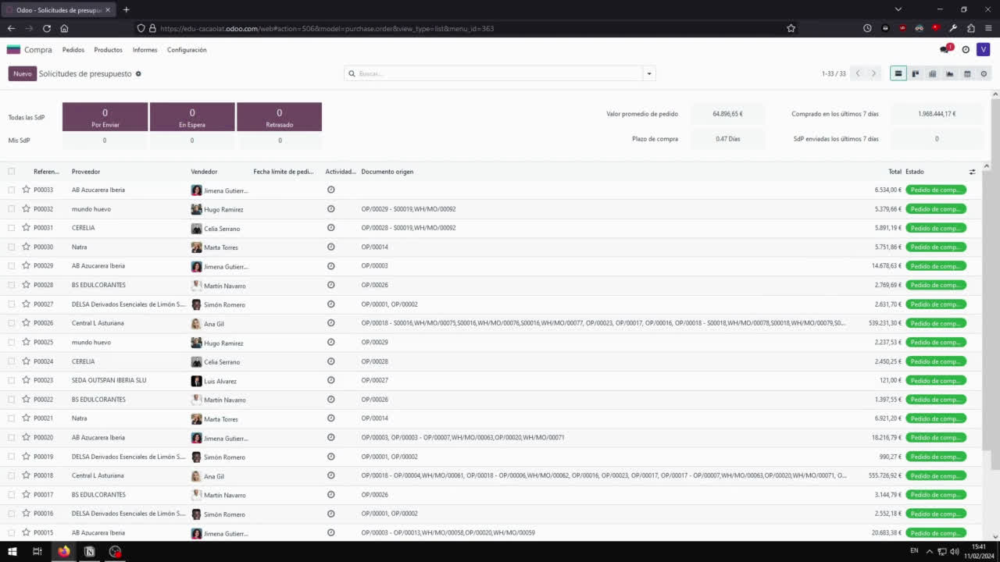 Odoo - Solicitudes de presupue
https://edu-cacaolat.odoo.com/web#action=506&model=purchase.order&view_type=list&menu_id=363
Compra Pedidos Productos Informes Configuración 1 V
Nuevo Solicitudes de presupuesto Buscar... 1-33 / 33
Todas las SdP 0 Por Enviar 0 En Espera 0 Retrasado Valor promedio de pedido 64.896,65 € Comprado en los últimos 7 días 1.968.444,17 €
Mis SdP 0 0 0 Plazo de compra 0.47 Días SdP enviadas los últimos 7 días 0
Referen... Proveedor Vendedor Fecha límite de pedi... Actividad... Documento origen Total Estado
P00033 AB Azucarera Iberia Jimena Gutierr... 6.534,00 € Pedido de comp...
P00032 mundo huevo Hugo Ramirez OP/00029 - S00019,WH/MO/00092 5.379,66 € Pedido de comp...
P00031 CERELIA Celia Serrano OP/00028 - S00019,WH/MO/00092 5.891,19 € Pedido de comp...
P00030 Natra Marta Torres OP/00014 5.751,86 € Pedido de comp...
P00029 AB Azucarera Iberia Jimena Gutierr... OP/00003 14.678,63 € Pedido de comp...
P00028 BS EDULCORANTES Martín Navarro OP/00026 2.769,69 € Pedido de comp...
P00027 DELSA Derivados Esenciales de Limón S.... Simón Romero OP/00001, OP/00002 2.631,70 € Pedido de comp...
P00026 Central L Asturiana Ana Gil OP/00018 - S00016,WH/MO/00075,S00016,WH/MO/00076,S00016,WH/MO/00077, OP/00023, OP/00017, OP/00016, OP/00018 - S00018,WH/MO/00078,S00018,WH/MO/00079,S0... 539.231,30 € Pedido de comp...
P00025 mundo huevo Hugo Ramirez OP/00029 2.237,53 € Pedido de comp...
P00024 CERELIA Celia Serrano OP/00028 2.450,25 € Pedido de comp...
P00023 SEDA OUTSPAN IBERIA SLU Luis Alvarez OP/00027 121,00 € Pedido de comp...
P00022 BS EDULCORANTES Martín Navarro OP/00026 1.397,55 € Pedido de comp...
P00021 Natra Marta Torres OP/00014 6.921,20 € Pedido de comp...
P00020 AB Azucarera Iberia Jimena Gutierr... OP/00003, OP/00003 - OP/00007,WH/MO/00063,OP/00020,WH/MO/00071 18.216,79 € Pedido de comp...
P00019 DELSA Derivados Esenciales de Limón S.... Simón Romero OP/00001, OP/00002 990,27 € Pedido de comp...
P00018 Central L Asturiana Ana Gil OP/00018 - OP/00004,WH/MO/00061, OP/00018 - OP/00006,WH/MO/00062, OP/00016, OP/00023, OP/00017, OP/00017 - OP/00007,WH/MO/00063,OP/00020,WH/MO/00071, O... 555.726,92 € Pedido de comp...
P00017 BS EDULCORANTES Martín Navarro OP/00026 3.144,79 € Pedido de comp...
P00016 DELSA Derivados Esenciales de Limón S.... Simón Romero OP/00001, OP/00002 2.552,18 € Pedido de comp...
P00015 AB Azucarera Iberia Jimena Gutierr... OP/00003 - OP/00013,WH/MO/00058,OP/00020,WH/MO/00059 20.683,38 € Pedido de comp...
EN 15:41
11/02/2024